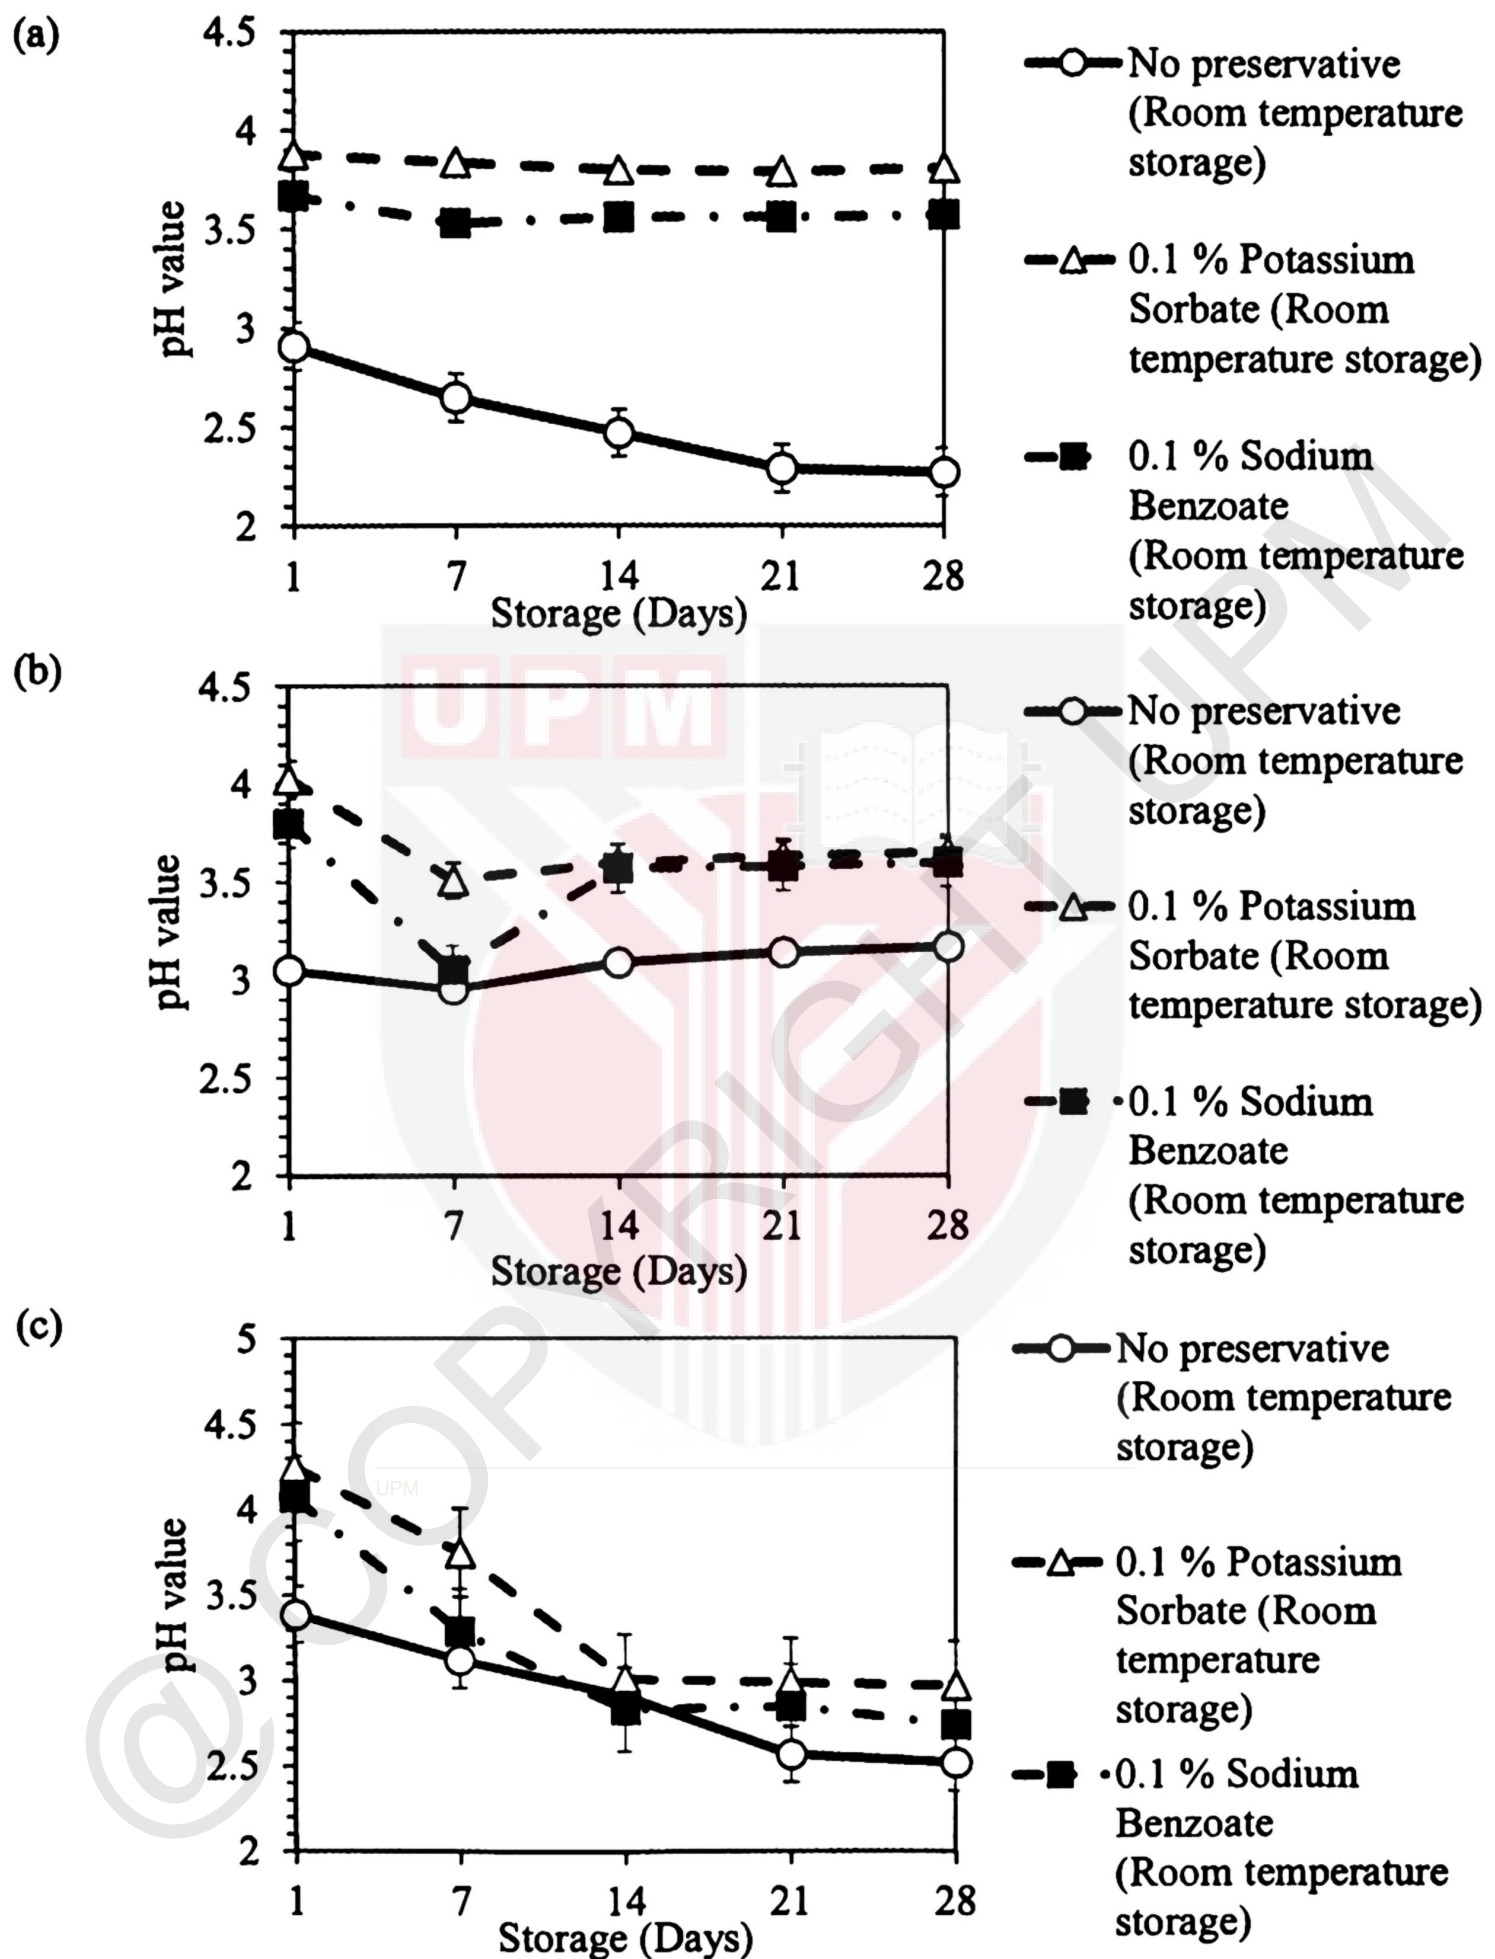 (a)
4.5
4
3.5
3
2.5
2
pH value
1 7 14 21 28
Storage (Days)
No preservative
(Room temperature
storage)
0.1 % Potassium
Sorbate (Room
temperature storage)
0.1 % Sodium
Benzoate
(Room temperature
storage)
(b)
4.5
4
3.5
3
2.5
2
pH value
1 7 14 21 28
Storage (Days)
No preservative
(Room temperature
storage)
0.1 % Potassium
Sorbate (Room
temperature storage)
0.1 % Sodium
Benzoate
(Room temperature
storage)
(c)
5
4.5
4
3.5
3
2.5
2
pH value
1 7 14 21 28
Storage (Days)
No preservative
(Room temperature
storage)
0.1 % Potassium
Sorbate (Room
temperature
storage)
0.1 % Sodium
Benzoate
(Room temperature
storage)
UPM
UPM
@ COPYRIGHT UPM